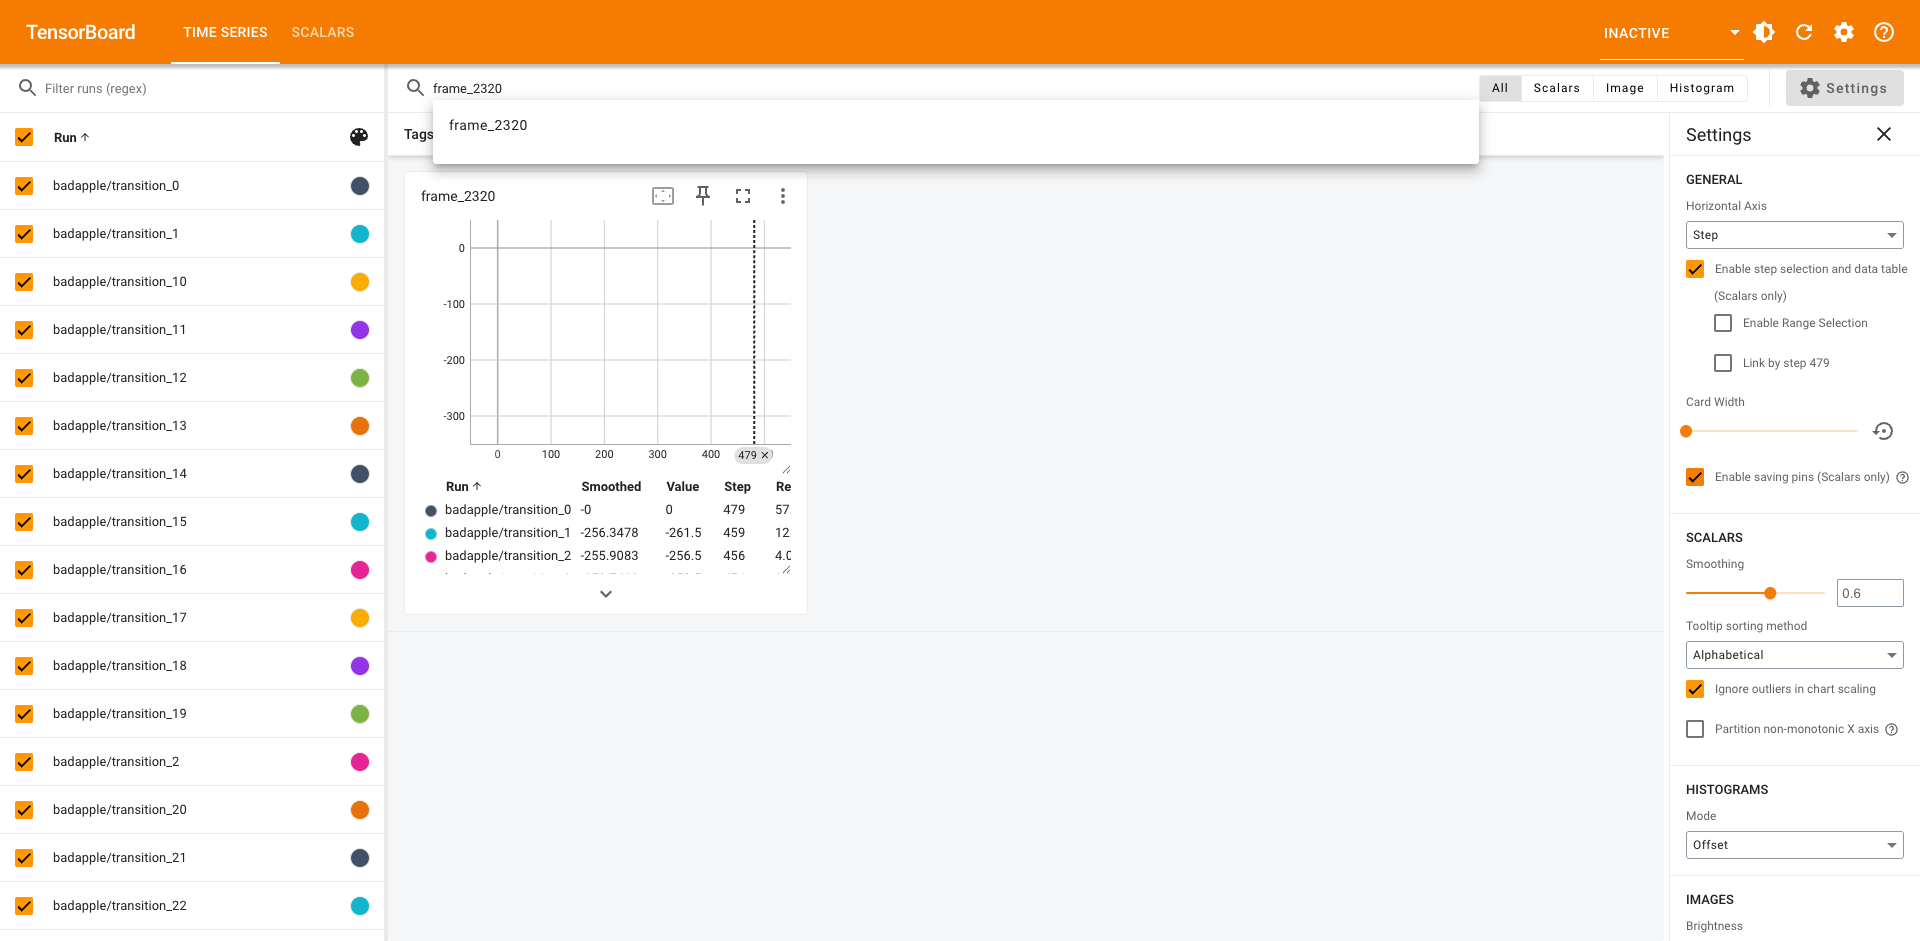 TensorBoard TIME SERIES SCALARS INACTIVE
Filter runs (regex)
Run
badapple/transition_0
badapple/transition_1
badapple/transition_10
badapple/transition_11
badapple/transition_12
badapple/transition_13
badapple/transition_14
badapple/transition_15
badapple/transition_16
badapple/transition_17
badapple/transition_18
badapple/transition_19
badapple/transition_2
badapple/transition_20
badapple/transition_21
badapple/transition_22
frame_2320
All Scalars Image Histogram Settings
frame_2320
Tags
frame_2320
0
-100
-200
-300
0 100 200 300 400 479
Run Smoothed Value Step Re
badapple/transition_0 -0 0 479 57.
badapple/transition_1 -256.3478 -261.5 459 12.
badapple/transition_2 -255.9083 -256.5 456 4.0
Settings
GENERAL
Horizontal Axis
Step
Enable step selection and data table
(Scalars only)
Enable Range Selection
Link by step 479
Card Width
Enable saving pins (Scalars only)
SCALARS
Smoothing
0.6
Tooltip sorting method
Alphabetical
Ignore outliers in chart scaling
Partition non-monotonic X axis
HISTOGRAMS
Mode
Offset
IMAGES
Brightness